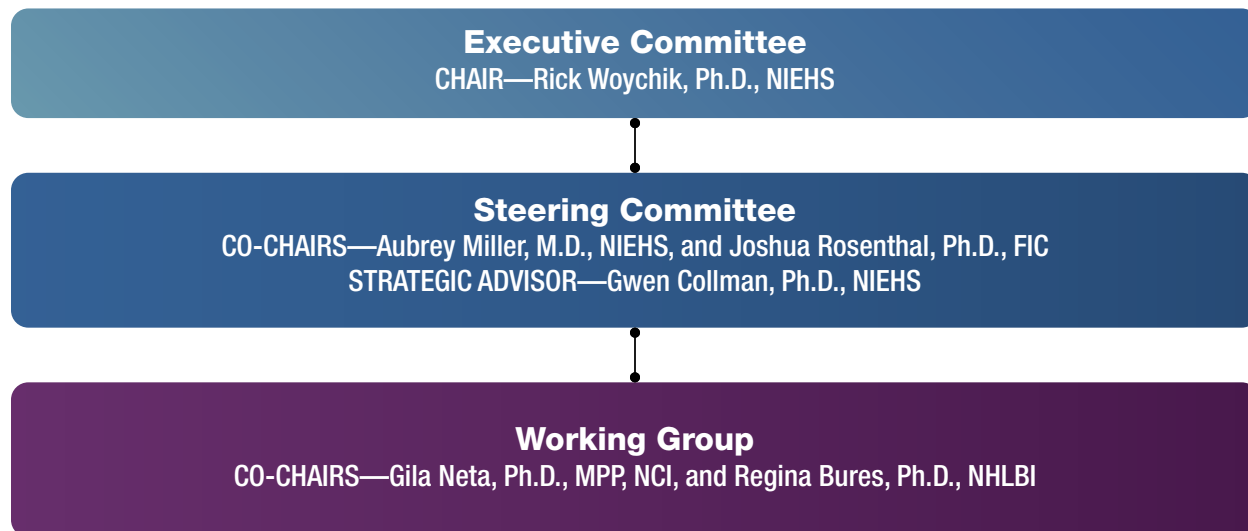 Executive Committee
CHAIR—Rick Woychik, Ph.D., NIEHS
Steering Committee
CO-CHAIRS—Aubrey Miller, M.D., NIEHS, and Joshua Rosenthal, Ph.D., FIC
STRATEGIC ADVISOR—Gwen Collman, Ph.D., NIEHS
Working Group
CO-CHAIRS—Gila Neta, Ph.D., MPP, NCI, and Regina Bures, Ph.D., NHLBI